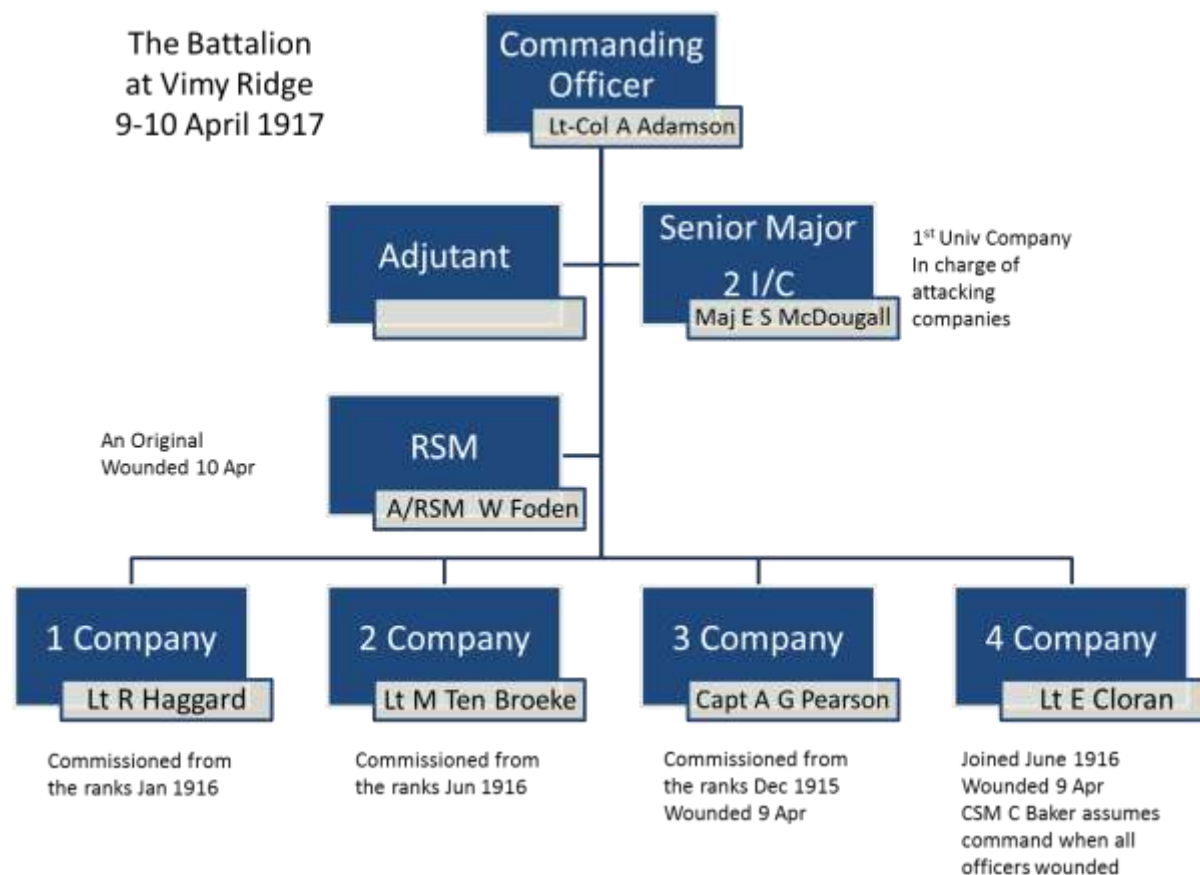 The Battalion
at Vimy Ridge
9-10 April 1917
Commanding
Officer
Lt-Col A Adamson
Adjutant
Senior Major
2 I/C
Maj E S McDougall
1st Univ Company
In charge of
attacking
companies
An Original
Wounded 10 Apr
RSM
A/RSM W Foden
1 Company
Lt R Haggard
Commissioned from
the ranks Jan 1916
2 Company
Lt M Ten Broeke
Commissioned from
the ranks Jun 1916
3 Company
Capt A G Pearson
Commissioned from
the ranks Dec 1915
Wounded 9 Apr
4 Company
Lt E Cloran
Joined June 1916
Wounded 9 Apr
CSM C Baker assumes
command when all
officers wounded